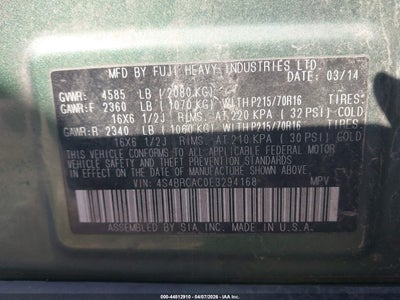 MFD BY FUJI HEAVY INDUSTRIES LTD.
03/14
GVWR: 4585 LB (2080 KG)
GAWR:F 2360 LB (1070 KG) WITH P215/70R16 TIRES:
16X6 1/2J RIMS, AT 220 KPA ( 32 PSI) COLD
GAWR:R 2340 LB (1060 KG) WITH P215/70R16 TIRES:
16X6 1/2J RIMS, AT 210 KPA ( 30 PSI) COLD
THIS VEHICLE CONFORMS TO ALL APPLICABLE FEDERAL MOTOR
VEHICLE SAFETY, BUMPER, AND THEFT PREVENTION STANDARDS
IN EFFECT ON THE DATE OF MANUFACTURE SHOWN ABOVE.
VIN: 4S4BRCAC0E3294168 MPV
ASSEMBLED BY SIA, INC. MADE IN U.S.A.
000-44812910 - 04/07/2026 - IAA Inc.